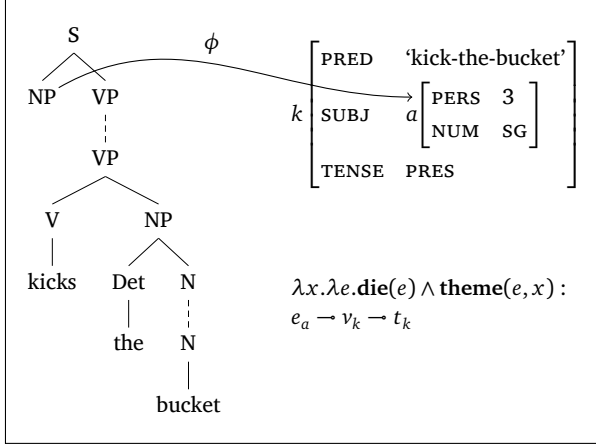 S
ϕ
NP VP
VP
V NP
kicks Det N
the N
bucket
PRED ‘kick-the-bucket’
k SUBJ a PERS 3
NUM SG
TENSE PRES
λx.λe.die(e) ∧ theme(e, x) :
eₐ ⊸ vₖ ⊸ tₖ